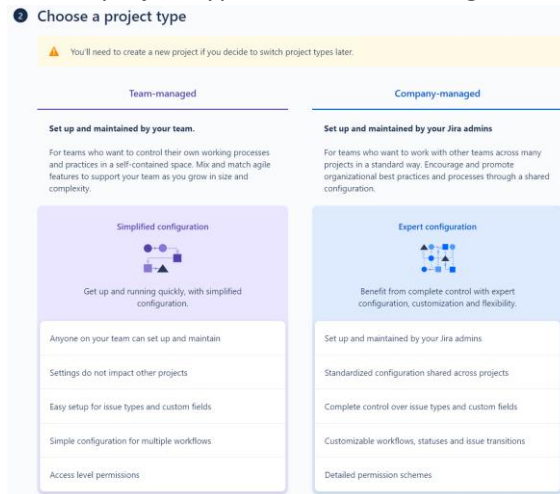 2 Choose a project type
You'll need to create a new project if you decide to switch project types later.
Team-managed
Set up and maintained by your team.
For teams who want to control their own working processes
and practices in a self-contained space. Mix and match agile
features to support your team as you grow in size and
complexity.
Simplified configuration
Get up and running quickly, with simplified
configuration.
Anyone on your team can set up and maintain
Settings do not impact other projects
Easy setup for issue types and custom fields
Simple configuration for multiple workflows
Access level permissions
Company-managed
Set up and maintained by your Jira admins
For teams who want to work with other teams across many
projects in a standard way. Encourage and promote
organizational best practices and processes through a shared
configuration.
Expert configuration
Benefit from complete control with expert
configuration, customization and flexibility.
Set up and maintained by your Jira admins
Standardized configuration shared across projects
Complete control over issue types and custom fields
Customizable workflows, statuses and issue transitions
Detailed permission schemes